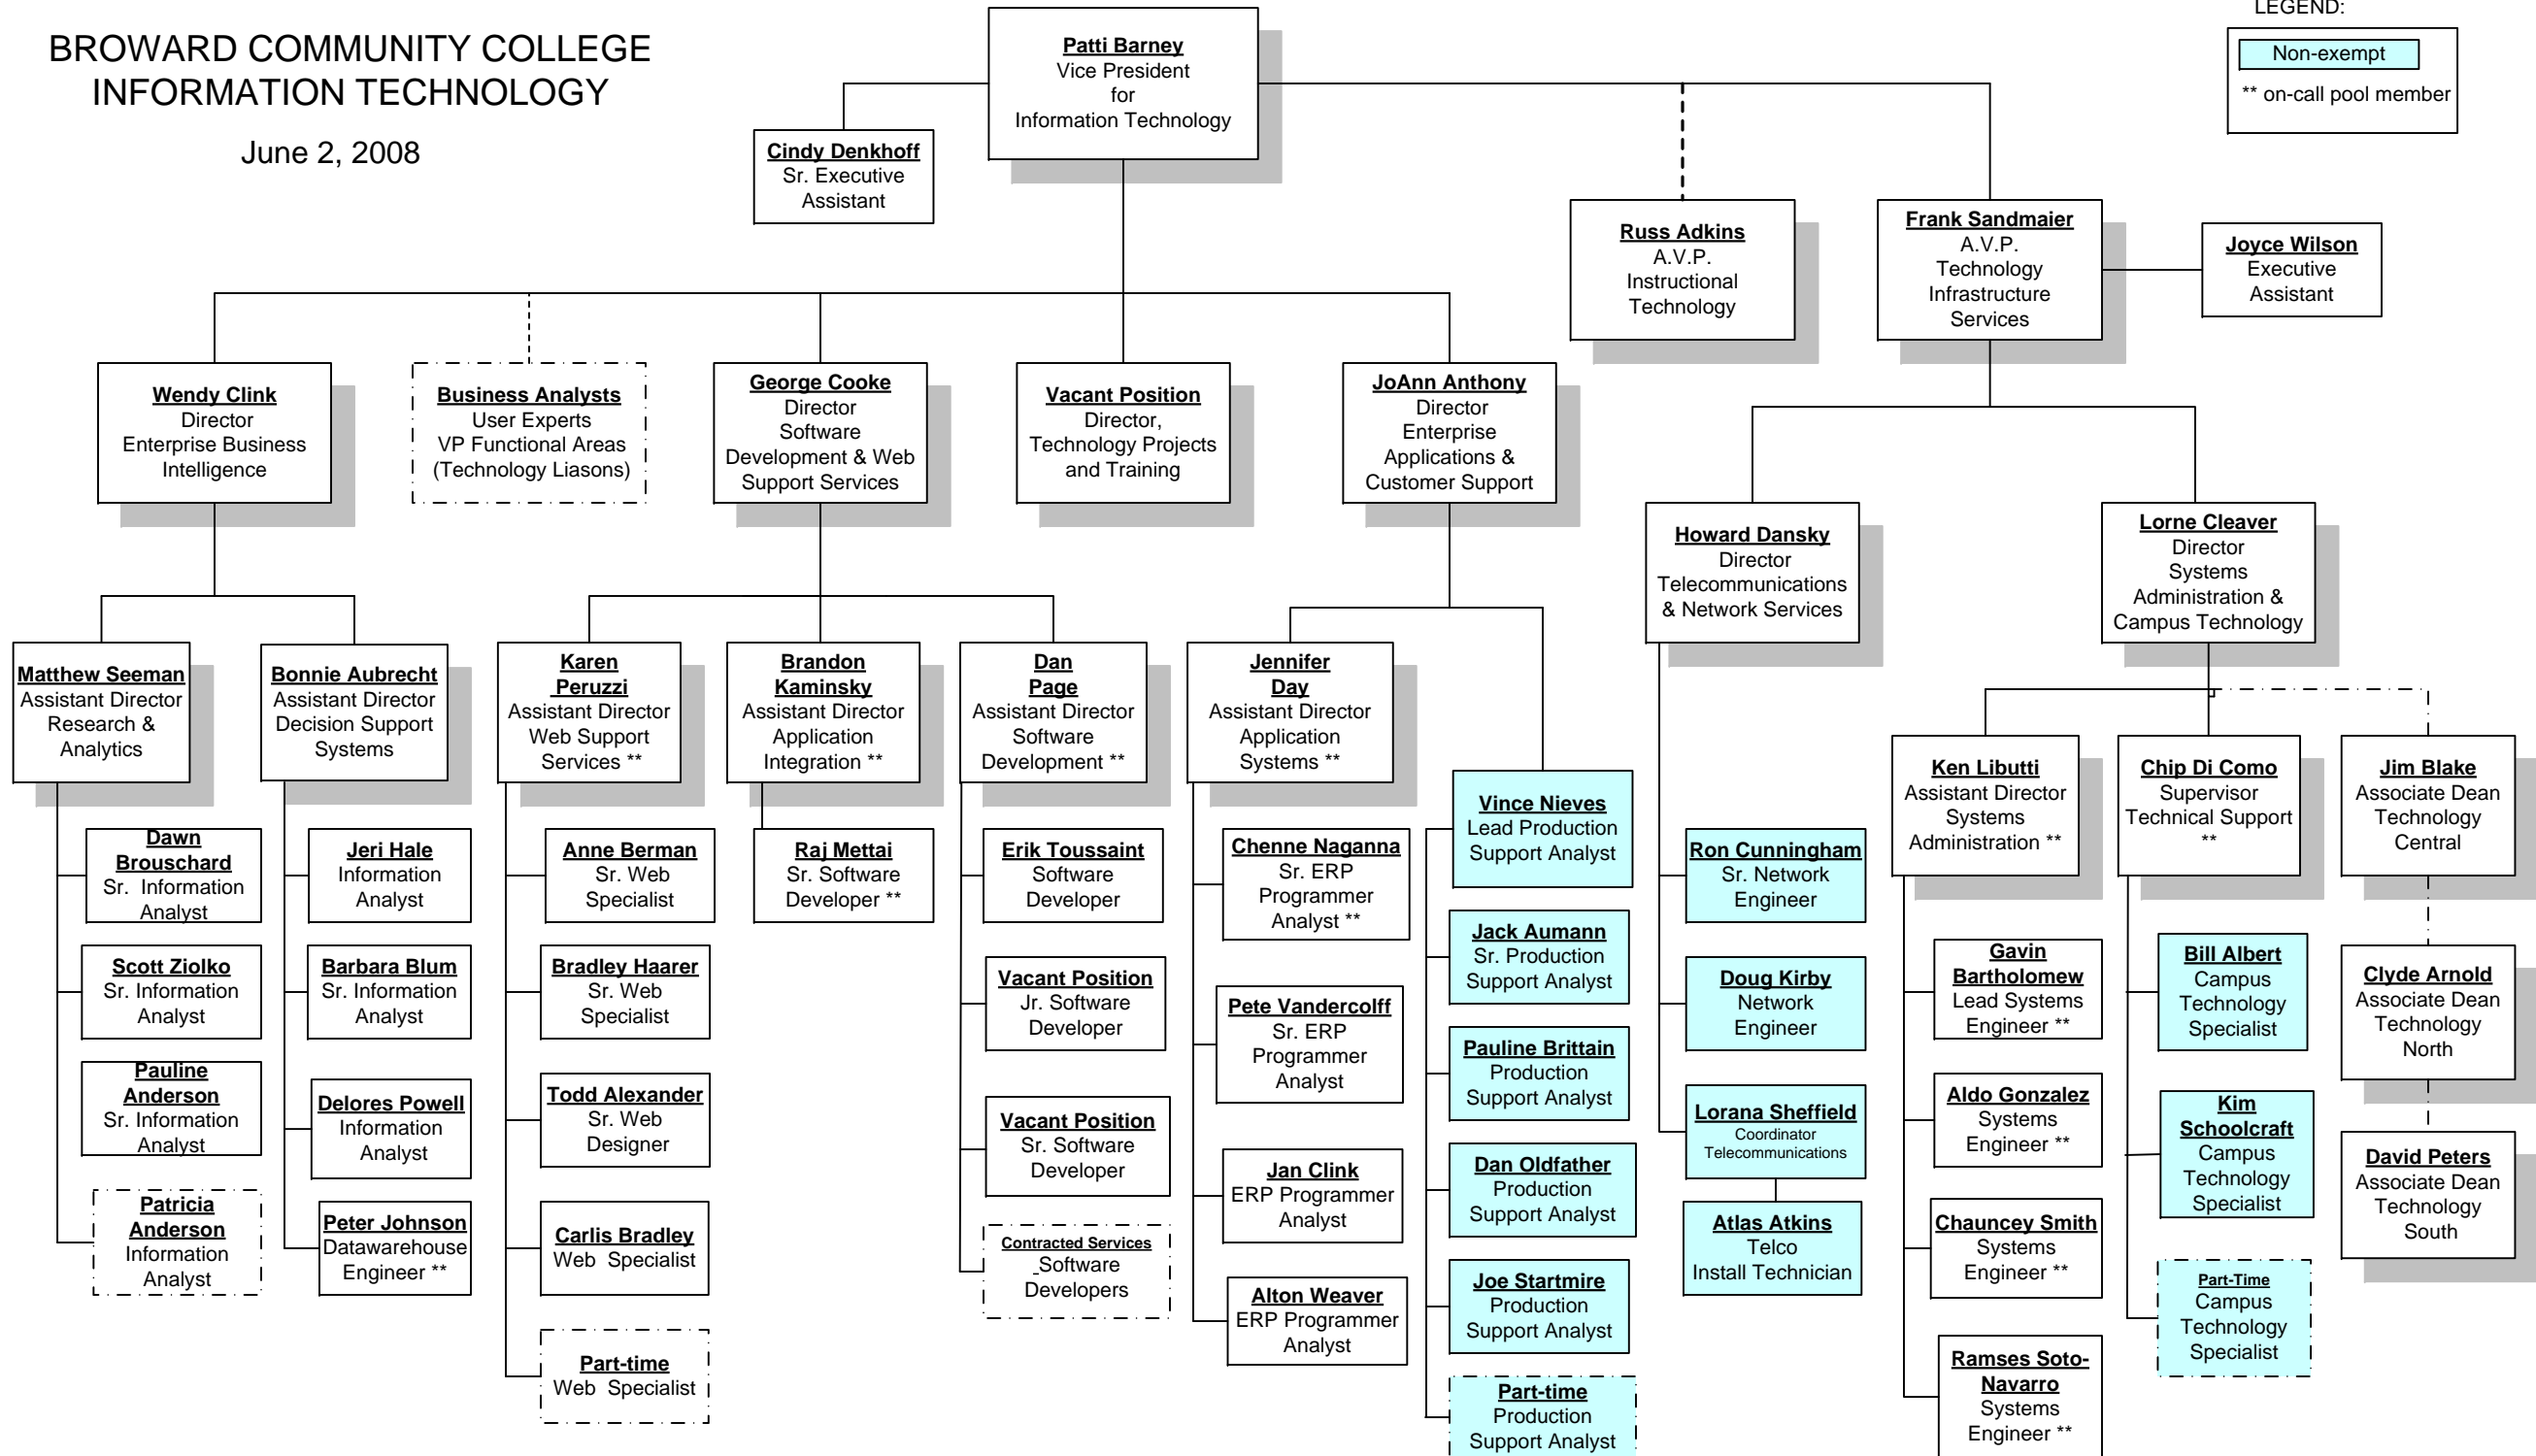 BROWARD COMMUNITY COLLEGE
INFORMATION TECHNOLOGY
June 2, 2008
LEGEND:
Non-exempt
** on-call pool member
Patti Barney
Vice President
for
Information Technology
Cindy Denkhoff
Sr. Executive
Assistant
Russ Adkins
A.V.P.
Instructional
Technology
Frank Sandmaier
A.V.P.
Technology
Infrastructure
Services
Joyce Wilson
Executive
Assistant
Wendy Clink
Director
Enterprise Business
Intelligence
Business Analysts
User Experts
VP Functional Areas
(Technology Liasons)
George Cooke
Director
Software
Development & Web
Support Services
Vacant Position
Director,
Technology Projects
and Training
JoAnn Anthony
Director
Enterprise
Applications &
Customer Support
Howard Dansky
Director
Telecommunications
& Network Services
Lorne Cleaver
Director
Systems
Administration &
Campus Technology
Matthew Seeman
Assistant Director
Research &
Analytics
Bonnie Aubrecht
Assistant Director
Decision Support
Systems
Karen
Peruzzi
Assistant Director
Web Support
Services **
Brandon
Kaminsky
Assistant Director
Application
Integration **
Dan
Page
Assistant Director
Software
Development **
Jennifer
Day
Assistant Director
Application
Systems **
Vince Nieves
Lead Production
Support Analyst
Ken Libutti
Assistant Director
Systems
Administration **
Chip Di Como
Supervisor
Technical Support
**
Jim Blake
Associate Dean
Technology
Central
Dawn
Brouschard
Sr. Information
Analyst
Scott Ziolko
Sr. Information
Analyst
Pauline
Anderson
Sr. Information
Analyst
Patricia
Anderson
Information
Analyst
Jeri Hale
Information
Analyst
Barbara Blum
Sr. Information
Analyst
Delores Powell
Information
Analyst
Peter Johnson
Datawarehouse
Engineer **
Anne Berman
Sr. Web
Specialist
Bradley Haarer
Sr. Web
Specialist
Todd Alexander
Sr. Web
Designer
Carlis Bradley
Web Specialist
Part-time
Web Specialist
Raj Mettai
Sr. Software
Developer **
Erik Toussaint
Software
Developer
Vacant Position
Jr. Software
Developer
Vacant Position
Sr. Software
Developer
Contracted Services
Software
Developers
Chenne Naganna
Sr. ERP
Programmer
Analyst **
Pete Vandercolff
Sr. ERP
Programmer
Analyst
Jan Clink
ERP Programmer
Analyst
Alton Weaver
ERP Programmer
Analyst
Jack Aumann
Sr. Production
Support Analyst
Pauline Brittain
Production
Support Analyst
Dan Oldfather
Production
Support Analyst
Joe Startmire
Production
Support Analyst
Part-time
Production
Support Analyst
Ron Cunningham
Sr. Network
Engineer
Doug Kirby
Network
Engineer
Lorana Sheffield
Coordinator
Telecommunications
Atlas Atkins
Telco
Install Technician
Gavin
Bartholomew
Lead Systems
Engineer **
Aldo Gonzalez
Systems
Engineer **
Chauncey Smith
Systems
Engineer **
Ramses Soto-
Navarro
Systems
Engineer **
Bill Albert
Campus
Technology
Specialist
Kim
Schoolcraft
Campus
Technology
Specialist
Part-Time
Campus
Technology
Specialist
Clyde Arnold
Associate Dean
Technology
North
David Peters
Associate Dean
Technology
South